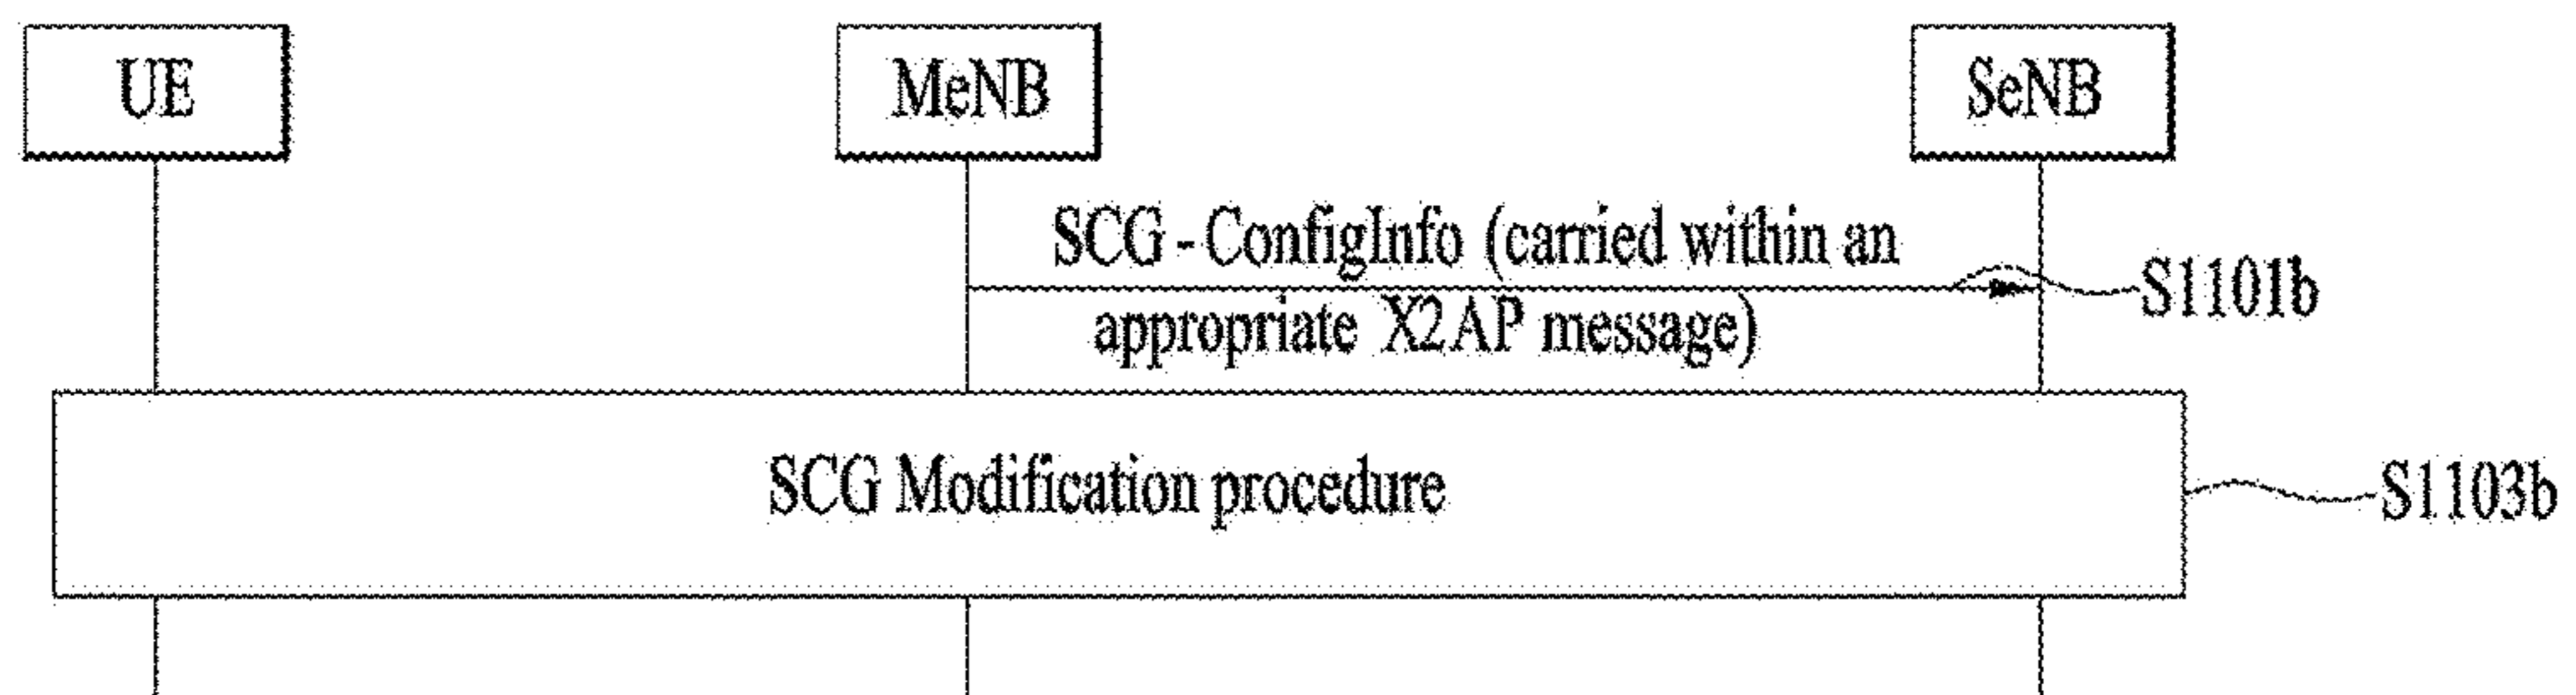 UE
MeNB
SeNB
SCG - ConfigInfo (carried within an
appropriate X2AP message)
S1101b
SCG Modification procedure
S1103b